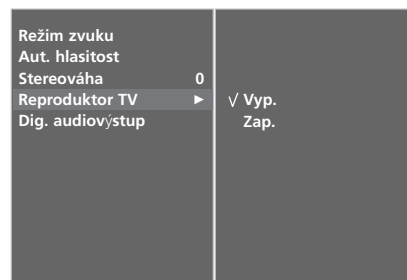 Režim zvuku
Aut. hlasitost
Stereováha 0
Reproduktor TV ►
Dig. audiovýstup
√ Vyp.
Zap.